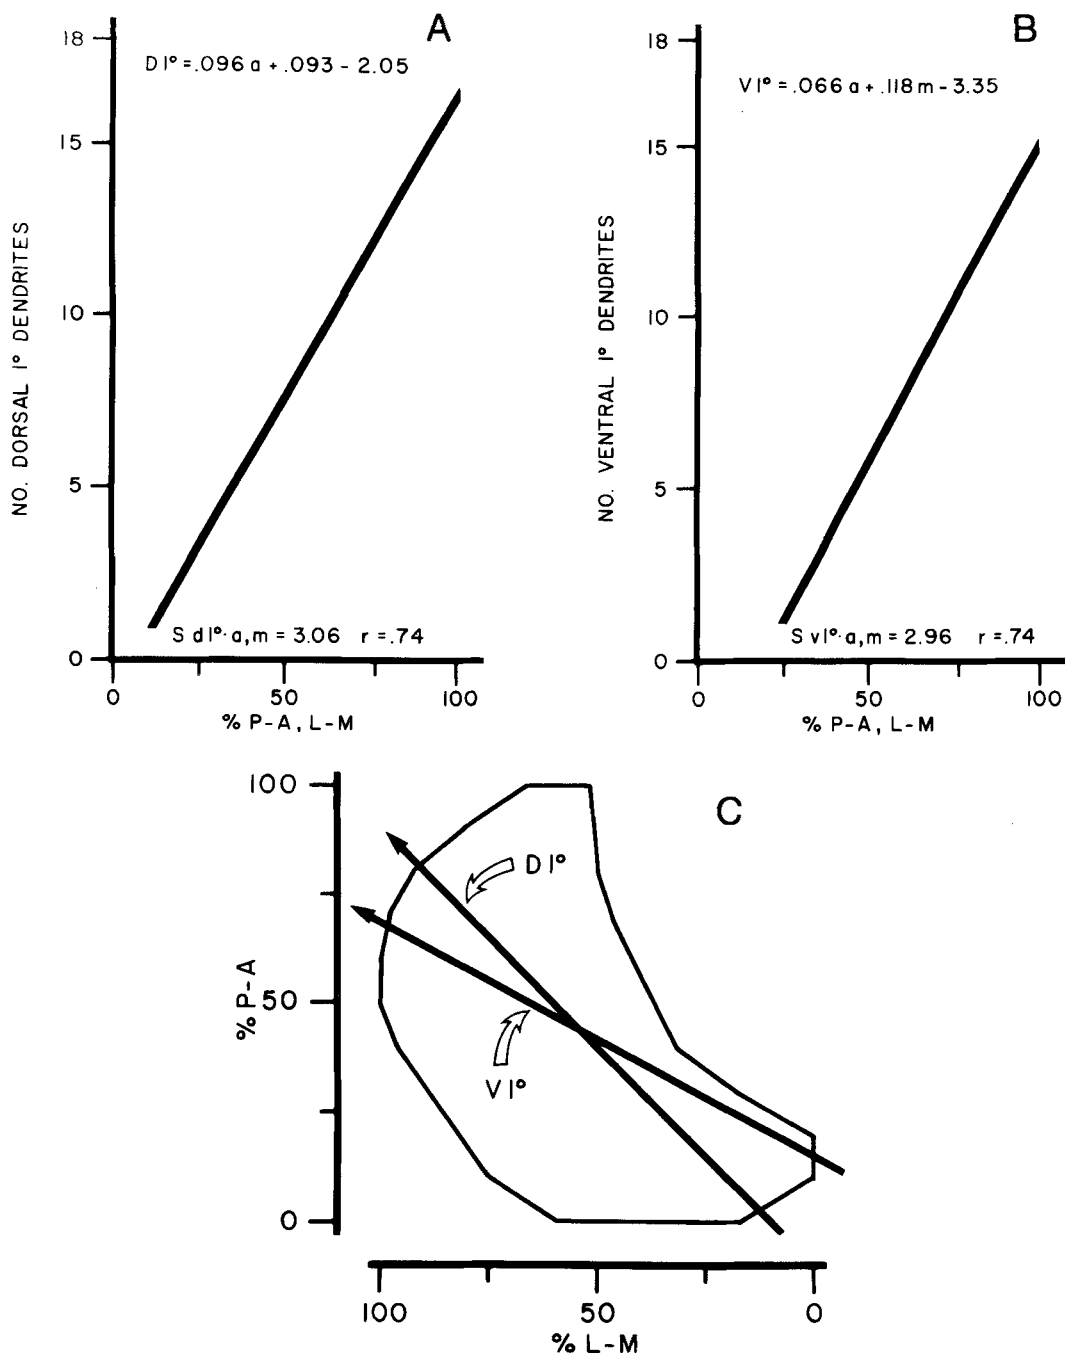 A
D1° = .096 a + .093 - 2.05
18
15
10
5
0
NO. DORSAL 1° DENDRITES
S d1°·a,m = 3.06 r = .74
0
50
100
% P-A, L-M
B
V1° = .066 a + .118 m - 3.35
18
15
10
5
0
NO. VENTRAL 1° DENDRITES
S v1°·a,m = 2.96 r = .74
0
50
100
% P-A, L-M
C
100
50
0
% P-A
D1°
V1°
100
50
0
% L-M